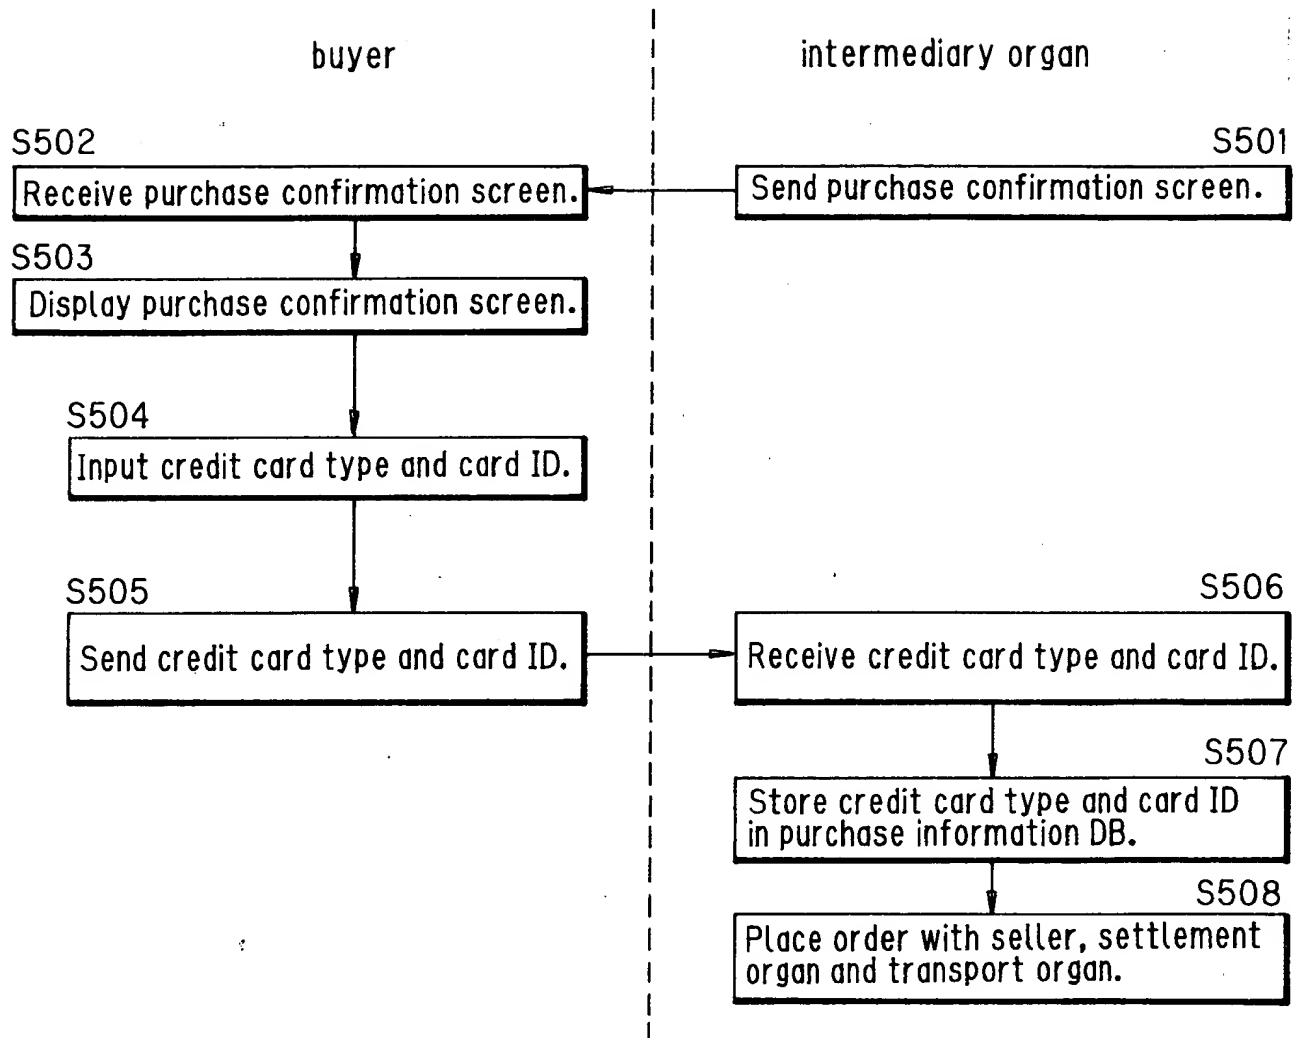 buyer
intermediary organ
S502
S501
Receive purchase confirmation screen.
Send purchase confirmation screen.
S503
Display purchase confirmation screen.
S504
Input credit card type and card ID.
S505
S506
Send credit card type and card ID.
Receive credit card type and card ID.
S507
Store credit card type and card ID
in purchase information DB.
S508
Place order with seller, settlement
organ and transport organ.